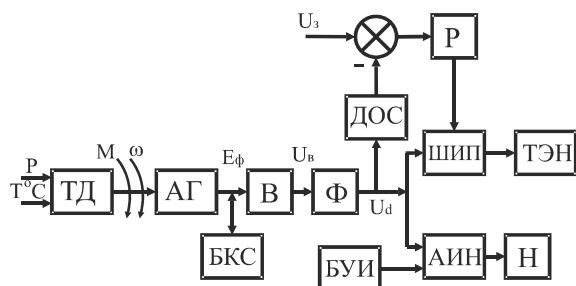 Uз
Р
–
ДОС
ШИП
ТЭН
М ω
Eф
Uв
Р
Т°С
ТД
АГ
В
Ф
Ud
БКС
БУИ
АИН
Н